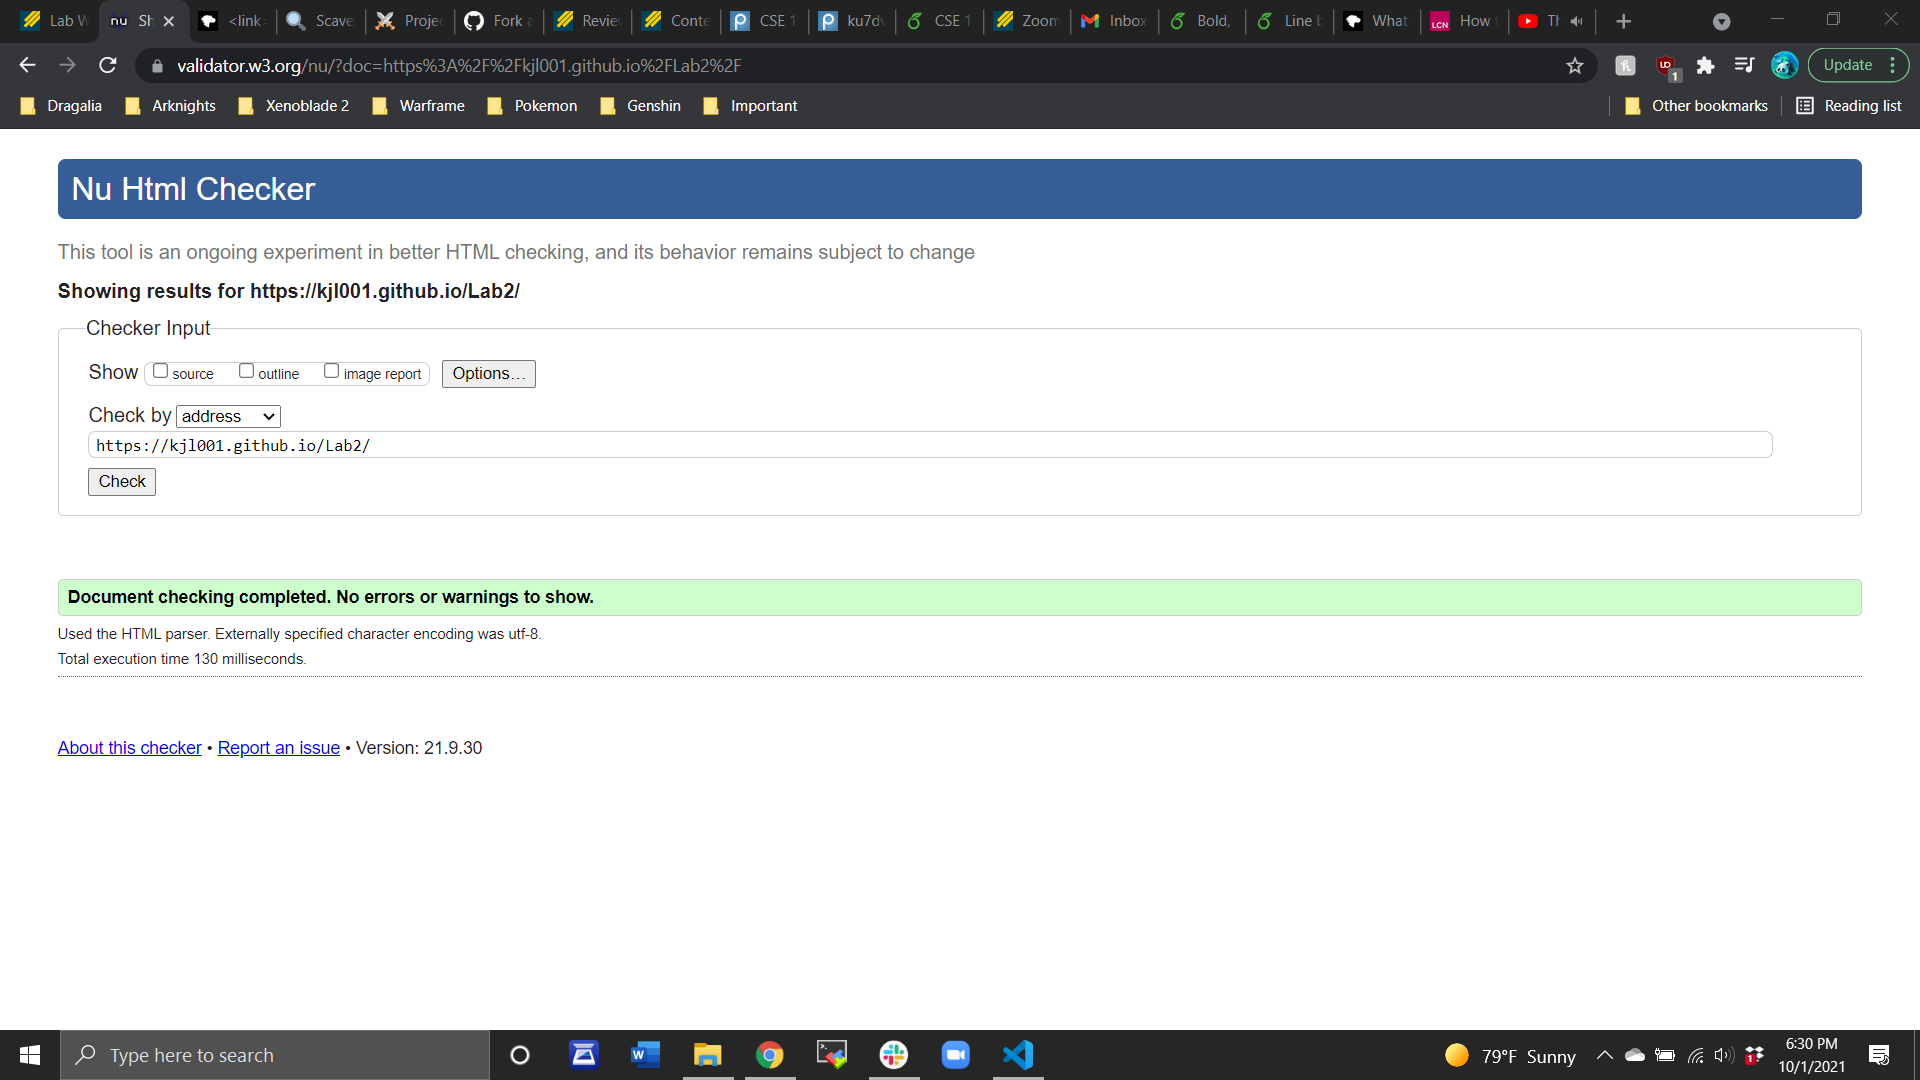 Lab W
Sh
<link
Scave
Projec
Fork a
Review
Conte
CSE 1
ku7dv
CSE 1
Zoom
Inbox
Bold,
Line b
What
LCN
How t
Th
validator.w3.org/nu/?doc=https%3A%2F%2Fkjl001.github.io%2FLab2%2F
1
Update
Dragalia
Arknights
Xenoblade 2
Warframe
Pokemon
Genshin
Important
Other bookmarks
Reading list
Nu Html Checker
This tool is an ongoing experiment in better HTML checking, and its behavior remains subject to change
Showing results for https://kjl001.github.io/Lab2/
Checker Input
Show source outline image report Options...
Check by address
https://kjl001.github.io/Lab2/
Check
Document checking completed. No errors or warnings to show.
Used the HTML parser. Externally specified character encoding was utf-8.
Total execution time 130 milliseconds.
About this checker • Report an issue • Version: 21.9.30
Type here to search
79°F Sunny
1
6:30 PM
10/1/2021